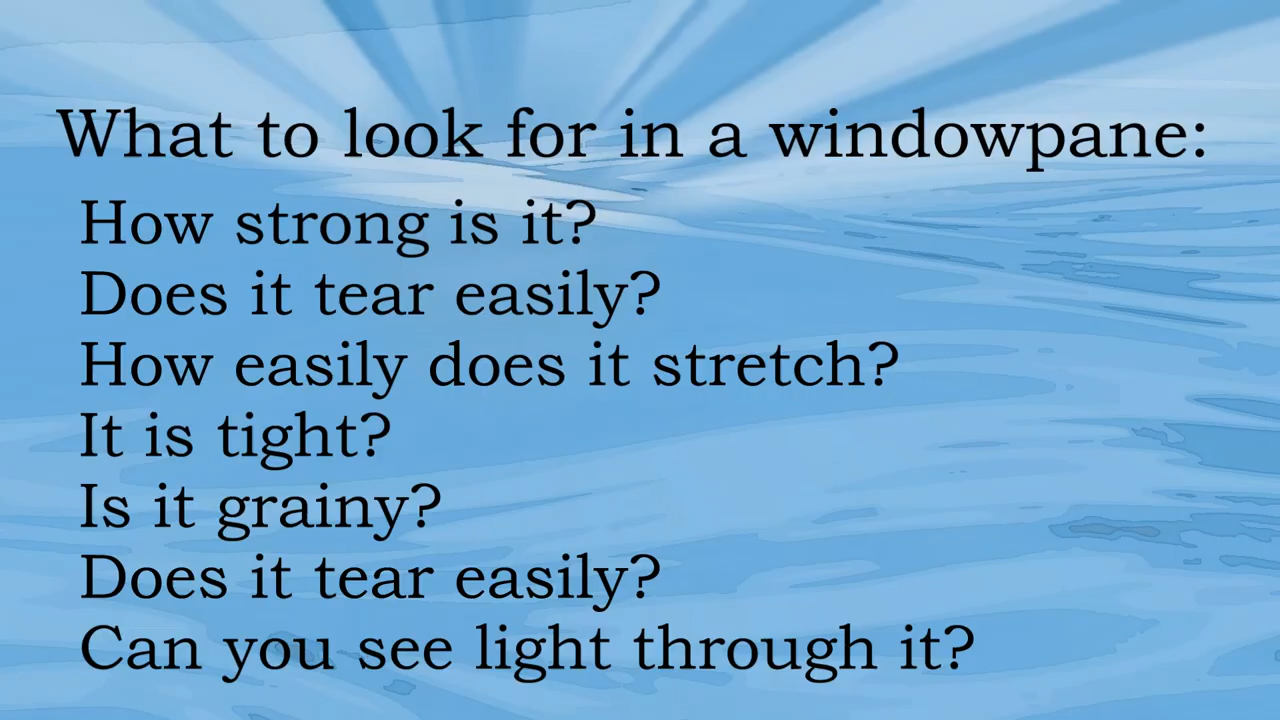 What to look for in a windowpane:
How strong is it?
Does it tear easily?
How easily does it stretch?
It is tight?
Is it grainy?
Does it tear easily?
Can you see light through it?